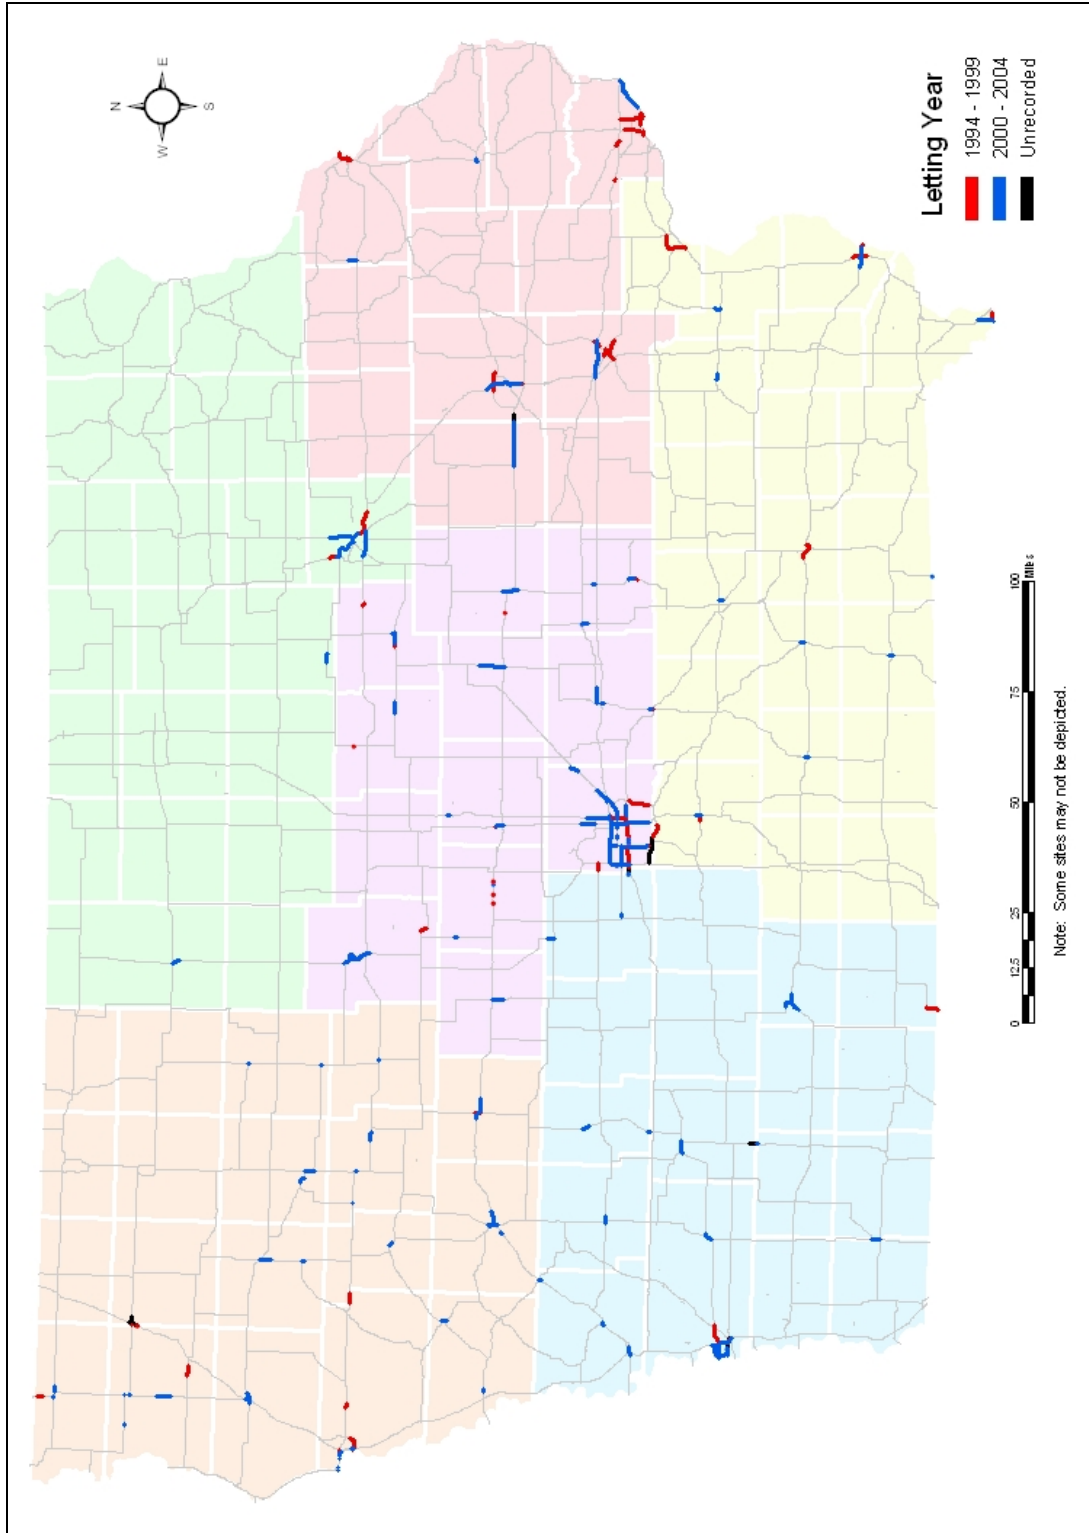 N
W
E
S
Letting Year
1994 - 1999
2000 - 2004
Unrecorded
0
12.5
25
50
75
100
Miles
Note: Some sites may not be depicted.